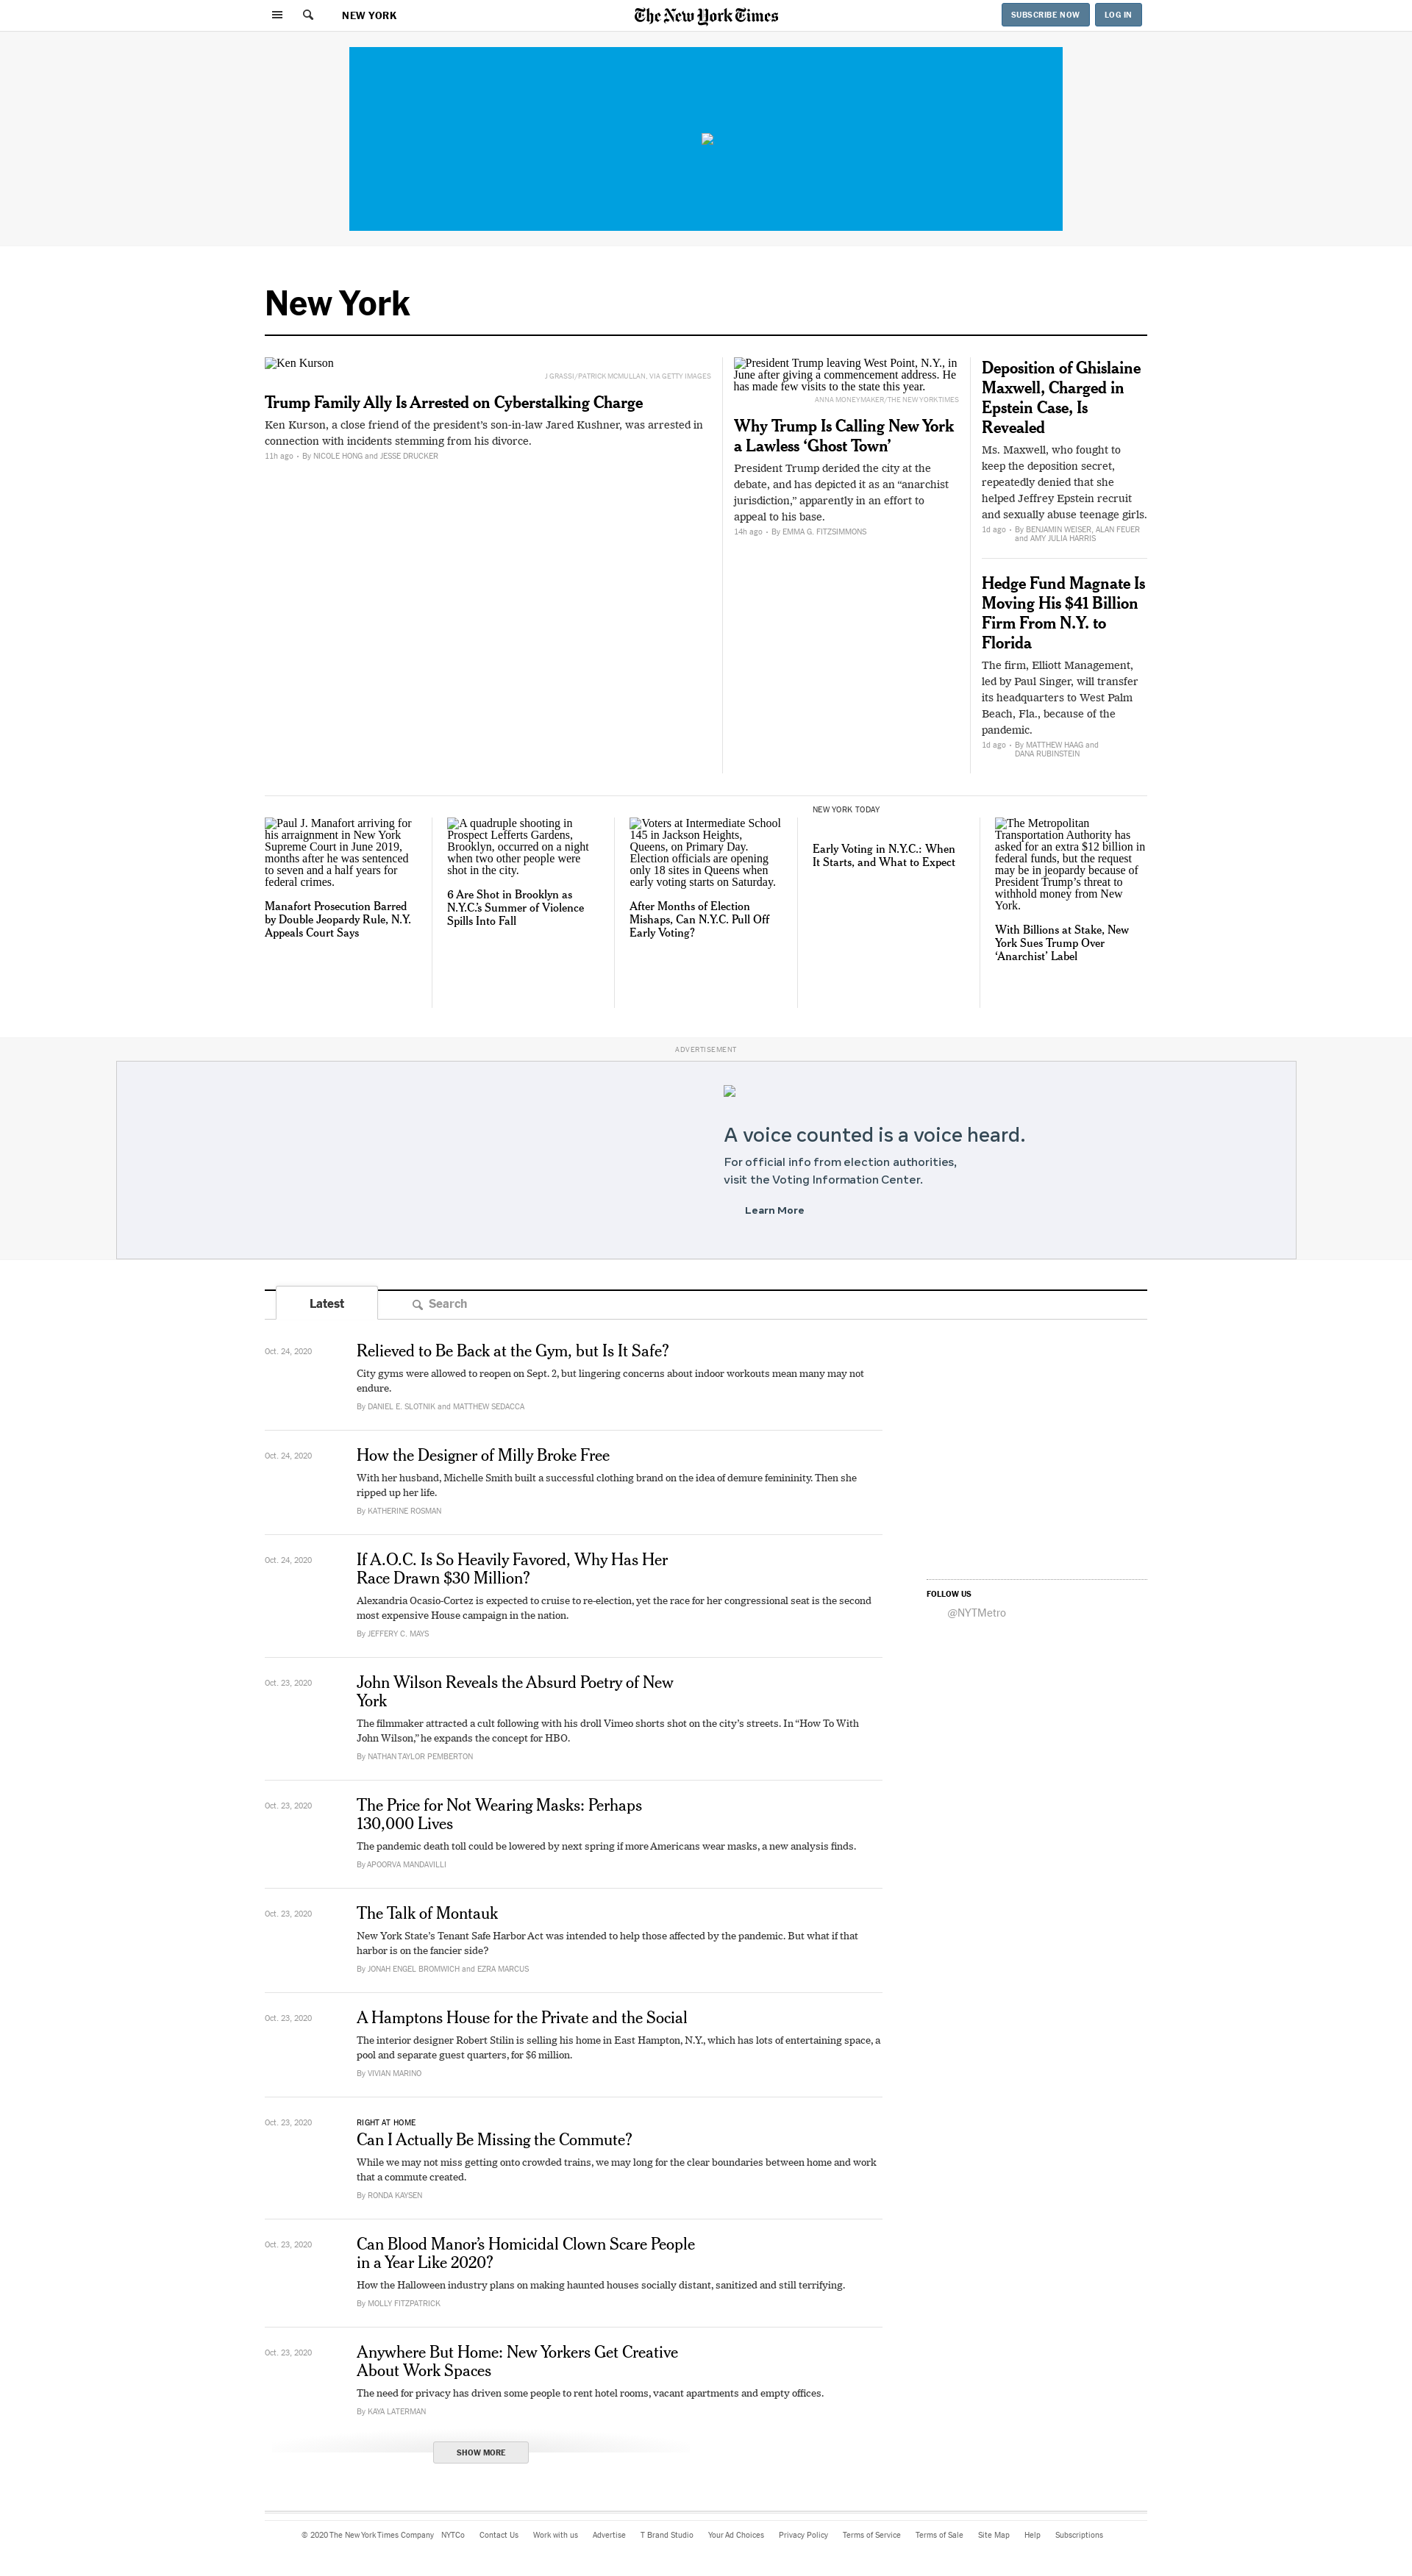 NEW YORK
The New York Times
SUBSCRIBE NOW
LOG IN
New York
Ken Kurson
J GRASSI/PATRICK MCMULLAN, VIA GETTY IMAGES
Trump Family Ally Is Arrested on Cyberstalking Charge
Ken Kurson, a close friend of the president's son-in-law Jared Kushner, was arrested in
connection with incidents stemming from his divorce.
11h ago • By NICOLE HONG and JESSE DRUCKER
President Trump leaving West Point, N.Y., in
June after giving a commencement address. He
has made few visits to the state this year.
ANNA MONEYMAKER/THE NEW YORK TIMES
Why Trump Is Calling New York
a Lawless ‘Ghost Town’
President Trump derided the city at the
debate, and has depicted it as an “anarchist
jurisdiction,” apparently in an effort to
appeal to his base.
14h ago • By EMMA G. FITZSIMMONS
Deposition of Ghislaine
Maxwell, Charged in
Epstein Case, Is
Revealed
Ms. Maxwell, who fought to
keep the deposition secret,
repeatedly denied that she
helped Jeffrey Epstein recruit
and sexually abuse teenage girls.
1d ago • By BENJAMIN WEISER, ALAN FEUER
and AMY JULIA HARRIS
Hedge Fund Magnate Is
Moving His $41 Billion
Firm From N.Y. to
Florida
The firm, Elliott Management,
led by Paul Singer, will transfer
its headquarters to West Palm
Beach, Fla., because of the
pandemic.
1d ago • By MATTHEW HAAG and
DANA RUBINSTEIN
Paul J. Manafort arriving for
his arraignment in New York
Supreme Court in June 2019,
months after he was sentenced
to seven and a half years for
federal crimes.
Manafort Prosecution Barred
by Double Jeopardy Rule, N.Y.
Appeals Court Says
A quadruple shooting in
Prospect Lefferts Gardens,
Brooklyn, occurred on a night
when two other people were
shot in the city.
6 Are Shot in Brooklyn as
N.Y.C.’s Summer of Violence
Spills Into Fall
Voters at Intermediate School
145 in Jackson Heights,
Queens, on Primary Day.
Election officials are opening
only 18 sites in Queens when
early voting starts on Saturday.
After Months of Election
Mishaps, Can N.Y.C. Pull Off
Early Voting?
NEW YORK TODAY
Early Voting in N.Y.C.: When
It Starts, and What to Expect
The Metropolitan
Transportation Authority has
asked for an extra $12 billion in
federal funds, but the request
may be in jeopardy because of
President Trump’s threat to
withhold money from New
York.
With Billions at Stake, New
York Sues Trump Over
‘Anarchist’ Label
ADVERTISEMENT
A voice counted is a voice heard.
For official info from election authorities,
visit the Voting Information Center.
Learn More
Latest
Search
Oct. 24, 2020
Relieved to Be Back at the Gym, but Is It Safe?
City gyms were allowed to reopen on Sept. 2, but lingering concerns about indoor workouts mean many may not
endure.
By DANIEL E. SLOTNIK and MATTHEW SEDACCA
Oct. 24, 2020
How the Designer of Milly Broke Free
With her husband, Michelle Smith built a successful clothing brand on the idea of demure femininity. Then she
ripped up her life.
By KATHERINE ROSMAN
Oct. 24, 2020
If A.O.C. Is So Heavily Favored, Why Has Her
Race Drawn $30 Million?
Alexandria Ocasio-Cortez is expected to cruise to re-election, yet the race for her congressional seat is the second
most expensive House campaign in the nation.
By JEFFERY C. MAYS
FOLLOW US
@NYTMetro
Oct. 23, 2020
John Wilson Reveals the Absurd Poetry of New
York
The filmmaker attracted a cult following with his droll Vimeo shorts shot on the city’s streets. In “How To With
John Wilson,” he expands the concept for HBO.
By NATHAN TAYLOR PEMBERTON
Oct. 23, 2020
The Price for Not Wearing Masks: Perhaps
130,000 Lives
The pandemic death toll could be lowered by next spring if more Americans wear masks, a new analysis finds.
By APOORVA MANDAVILLI
Oct. 23, 2020
The Talk of Montauk
New York State’s Tenant Safe Harbor Act was intended to help those affected by the pandemic. But what if that
harbor is on the fancier side?
By JONAH ENGEL BROMWICH and EZRA MARCUS
Oct. 23, 2020
A Hamptons House for the Private and the Social
The interior designer Robert Stilin is selling his home in East Hampton, N.Y., which has lots of entertaining space, a
pool and separate guest quarters, for $6 million.
By VIVIAN MARINO
Oct. 23, 2020
RIGHT AT HOME
Can I Actually Be Missing the Commute?
While we may not miss getting onto crowded trains, we may long for the clear boundaries between home and work
that a commute created.
By RONDA KAYSEN
Oct. 23, 2020
Can Blood Manor’s Homicidal Clown Scare People
in a Year Like 2020?
How the Halloween industry plans on making haunted houses socially distant, sanitized and still terrifying.
By MOLLY FITZPATRICK
Oct. 23, 2020
Anywhere But Home: New Yorkers Get Creative
About Work Spaces
The need for privacy has driven some people to rent hotel rooms, vacant apartments and empty offices.
By KAYA LATERMAN
SHOW MORE
© 2020 The New York Times Company NYTCo Contact Us Work with us Advertise T Brand Studio Your Ad Choices Privacy Policy Terms of Service Terms of Sale Site Map Help Subscriptions